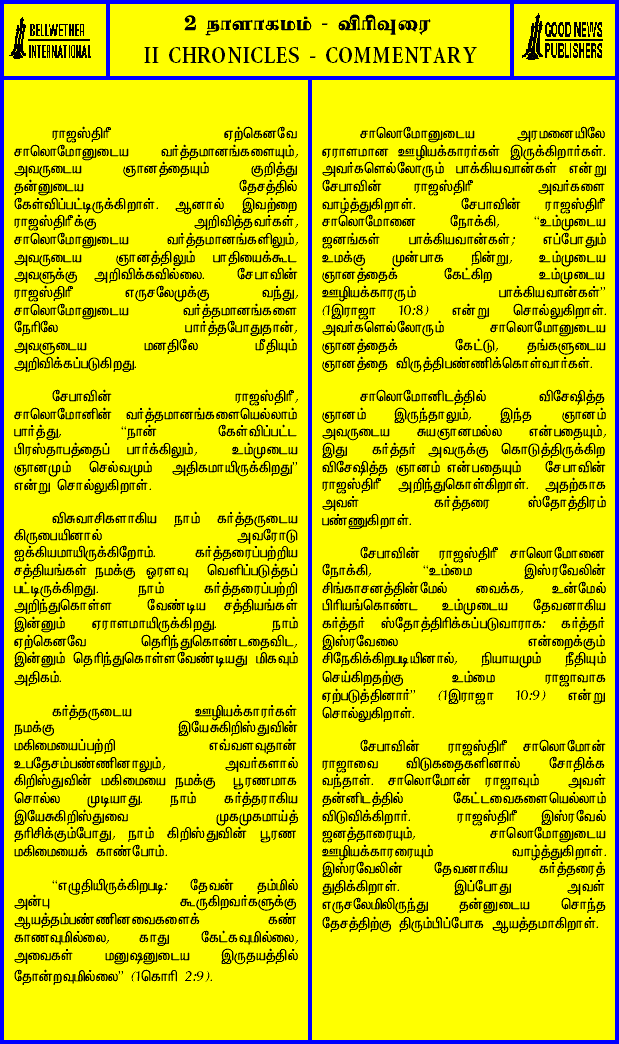 BELLWETHER
INTERNATIONAL
2 நாளாகமம் - விரிவுரை
II CHRONICLES - COMMENTARY
GOOD NEWS
PUBLISHERS
ராஜஸ்திரீ ஏற்கெனவே
சாலொமோனுடைய வர்த்தமானங்களையும்,
அவருடைய ஞானத்தையும் குறித்து
தன்னுடைய தேசத்தில்
கேள்விப்பட்டிருக்கிறாள். ஆனால் இவற்றை
ராஜஸ்திரீக்கு அறிவித்தவர்கள்,
சாலொமோனுடைய வர்த்தமானங்களிலும்,
அவருடைய ஞானத்திலும் பாதியைக்கூட
அவளுக்கு அறிவிக்கவில்லை. சேபாவின்
ராஜஸ்திரீ எருசலேமுக்கு வந்து,
சாலொமோனுடைய வர்த்தமானங்களை
நேரிலே பார்த்தபோதுதான்,
அவளுடைய மனதிலே மீதியும்
அறிவிக்கப்படுகிறது.
சேபாவின் ராஜஸ்திரீ,
சாலொமோனின் வர்த்தமானங்களையெல்லாம்
பார்த்து, “நான் கேள்விப்பட்ட
பிரஸ்தாபத்தைப் பார்க்கிலும், உம்முடைய
ஞானமும் செல்வமும் அதிகமாயிருக்கிறது”
என்று சொல்லுகிறாள்.
விசுவாசிகளாகிய நாம் கர்த்தருடைய
கிருபையினால் அவரோடு
ஐக்கியமாயிருக்கிறோம். கர்த்தரைப்பற்றிய
சத்தியங்கள் நமக்கு ஓரளவு வெளிப்படுத்தப்
பட்டிருக்கிறது. நாம் கர்த்தரைப்பற்றி
அறிந்துகொள்ள வேண்டிய சத்தியங்கள்
இன்னும் ஏராளமாயிருக்கிறது. நாம்
ஏற்கெனவே தெரிந்துகொண்டதைவிட,
இன்னும் தெரிந்துகொள்ளவேண்டியது மிகவும்
அதிகம்.
கர்த்தருடைய ஊழியக்காரர்கள்
நமக்கு இயேசுகிறிஸ்துவின்
மகிமையைப்பற்றி எவ்வளவுதான்
உபதேசம்பண்ணினாலும், அவர்களால்
கிறிஸ்துவின் மகிமையை நமக்கு பூரணமாக
சொல்ல முடியாது. நாம் கர்த்தராகிய
இயேசுகிறிஸ்துவை முகமுகமாய்த்
தரிசிக்கும்போது, நாம் கிறிஸ்துவின் பூரண
மகிமையைக் காண்போம்.
“எழுதியிருக்கிறபடி: தேவன் தம்மில்
அன்பு கூருகிறவர்களுக்கு
ஆயத்தம்பண்ணினவைகளைக் கண்
காணவுமில்லை, காது கேட்கவுமில்லை,
அவைகள் மனுஷனுடைய இருதயத்தில்
தோன்றவுமில்லை” (1கொரி 2:9).
சாலொமோனுடைய அரமனையிலே
ஏராளமான ஊழியக்காரர்கள் இருக்கிறார்கள்.
அவர்களெல்லோரும் பாக்கியவான்கள் என்று
சேபாவின் ராஜஸ்திரீ அவர்களை
வாழ்த்துகிறாள். சேபாவின் ராஜஸ்திரீ
சாலொமோனை நோக்கி, “உம்முடைய
ஜனங்கள் பாக்கியவான்கள்; எப்போதும்
உமக்கு முன்பாக நின்று, உம்முடைய
ஞானத்தைக் கேட்கிற உம்முடைய
ஊழியக்காரரும் பாக்கியவான்கள்”
(1இராஜா 10:8) என்று சொல்லுகிறாள்.
அவர்களெல்லோரும் சாலொமோனுடைய
ஞானத்தைக் கேட்டு, தங்களுடைய
ஞானத்தை விருத்திபண்ணிக்கொள்வார்கள்.
சாலொமோனிடத்தில் விசேஷித்த
ஞானம் இருந்தாலும், இந்த ஞானம்
அவருடைய சுயஞானமல்ல என்பதையும்,
இது கர்த்தர் அவருக்கு கொடுத்திருக்கிற
விசேஷித்த ஞானம் என்பதையும் சேபாவின்
ராஜஸ்திரீ அறிந்துகொள்கிறாள். அதற்காக
அவள் கர்த்தரை ஸ்தோத்திரம்
பண்ணுகிறாள்.
சேபாவின் ராஜஸ்திரீ சாலொமோனை
நோக்கி, “உம்மை இஸ்ரவேலின்
சிங்காசனத்தின்மேல் வைக்க, உன்மேல்
பிரியங்கொண்ட உம்முடைய தேவனாகிய
கர்த்தர் ஸ்தோத்திரிக்கப்படுவாராக: கர்த்தர்
இஸ்ரவேலை என்றைக்கும்
சிநேகிக்கிறபடியினால், நியாயமும் நீதியும்
செய்கிறதற்கு உம்மை ராஜாவாக
ஏற்படுத்தினார்” (1இராஜா 10:9) என்று
சொல்லுகிறாள்.
சேபாவின் ராஜஸ்திரீ சாலொமோன்
ராஜாவை விடுகதைகளினால் சோதிக்க
வந்தாள். சாலொமோன் ராஜாவும் அவள்
தன்னிடத்தில் கேட்டவைகளையெல்லாம்
விடுவிக்கிறார். ராஜஸ்திரீ இஸ்ரவேல்
ஜனத்தாரையும், சாலொமோனுடைய
ஊழியக்காரரையும் வாழ்த்துகிறாள்.
இஸ்ரவேலின் தேவனாகிய கர்த்தரைத்
துதிக்கிறாள். இப்போது அவள்
எருசலேமிலிருந்து தன்னுடைய சொந்த
தேசத்திற்கு திரும்பிப்போக ஆயத்தமாகிறாள்.